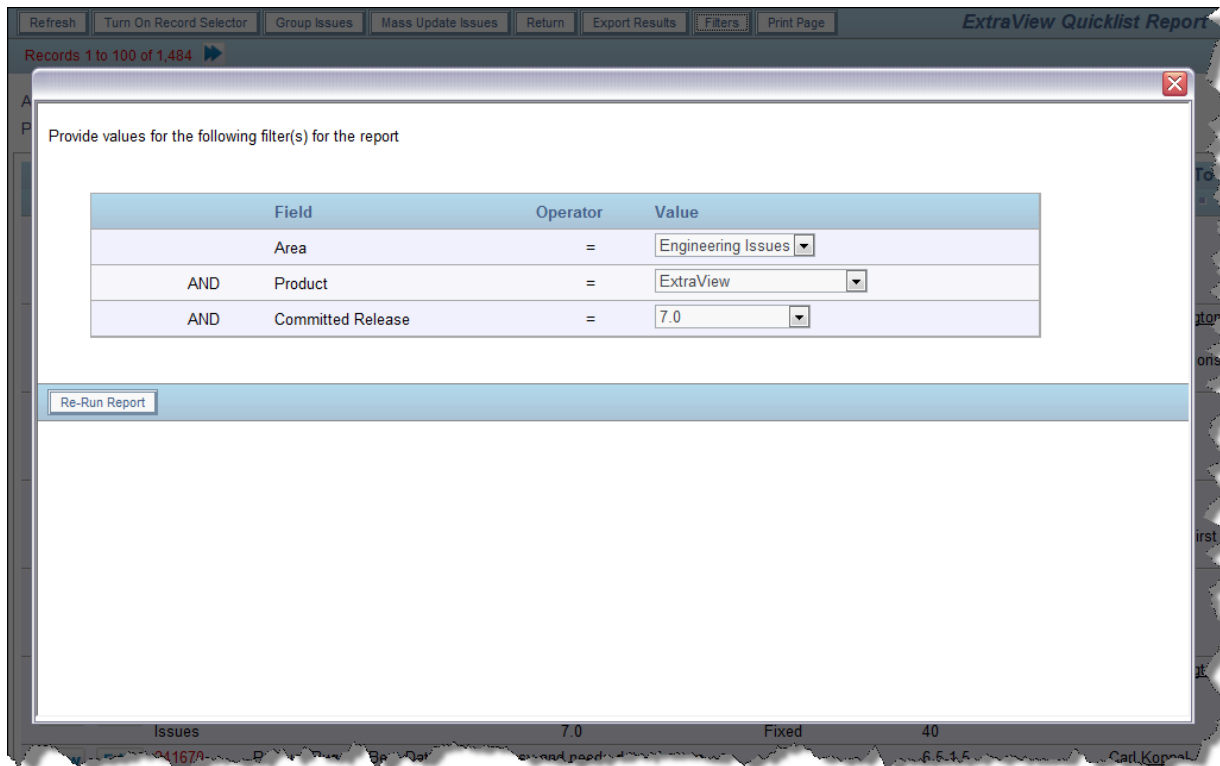 Refresh Turn On Record Selector Group Issues Mass Update Issues Return Export Results Filters Print Page ExtraView Quicklist Report
Records 1 to 100 of 1,484
Provide values for the following filter(s) for the report
Field Operator Value
Area = Engineering Issues
AND Product = ExtraView
AND Committed Release = 7.0
Re-Run Report
Issues 7.0 Fixed 40